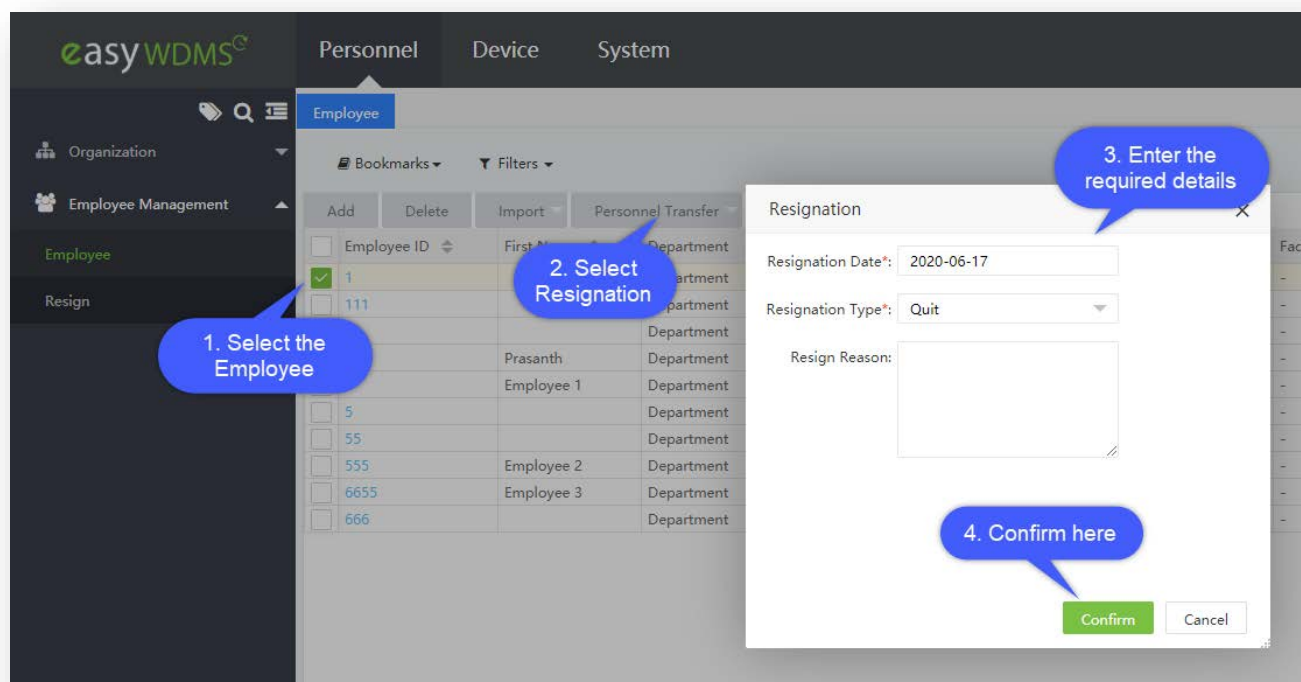 easy WDMS
Personnel Device System
Employee
Organization
Bookmarks Filters
3. Enter the
required details
Employee Management
Add Delete Import Personnel Transfer
Resignation
Employee ID Department
Employee
2. Select
Resignation
Resignation Date*: 2020-06-17
1
Resign
111
Resignation Type*: Quit
1. Select the
Employee
Department
Prasanth Department
Resign Reason:
Employee 1 Department
5 Department
55 Department
555 Employee 2 Department
6655 Employee 3 Department
666 Department
4. Confirm here
Confirm Cancel